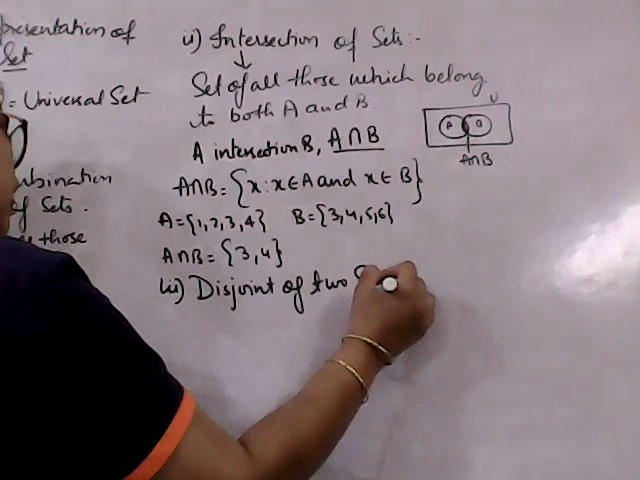 presentation of
Set
= Universal Set
mbination
of Sets.
those
ii) Intersection of Sets:-
↓
Set of all those which belong
to both A and B.
A intersection B, A∩B
U
A B
A∩B
A∩B = {x : x ∈ A and x ∈ B}
A = {1,2,3,4} B = {3,4,5,6}
A∩B = {3,4}
iii) Disjoint of two S